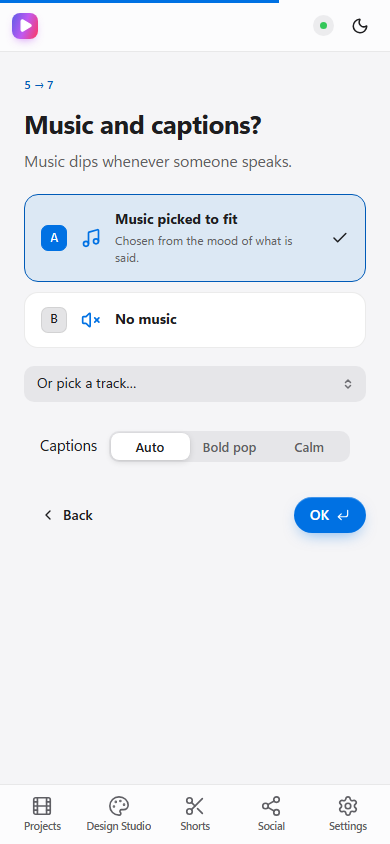 5 → 7
Music and captions?
Music dips whenever someone speaks.
A
Music picked to fit
Chosen from the mood of what is
said.
B
No music
Or pick a track...
Captions
Auto
Bold pop
Calm
Back
OK
Projects
Design Studio
Shorts
Social
Settings